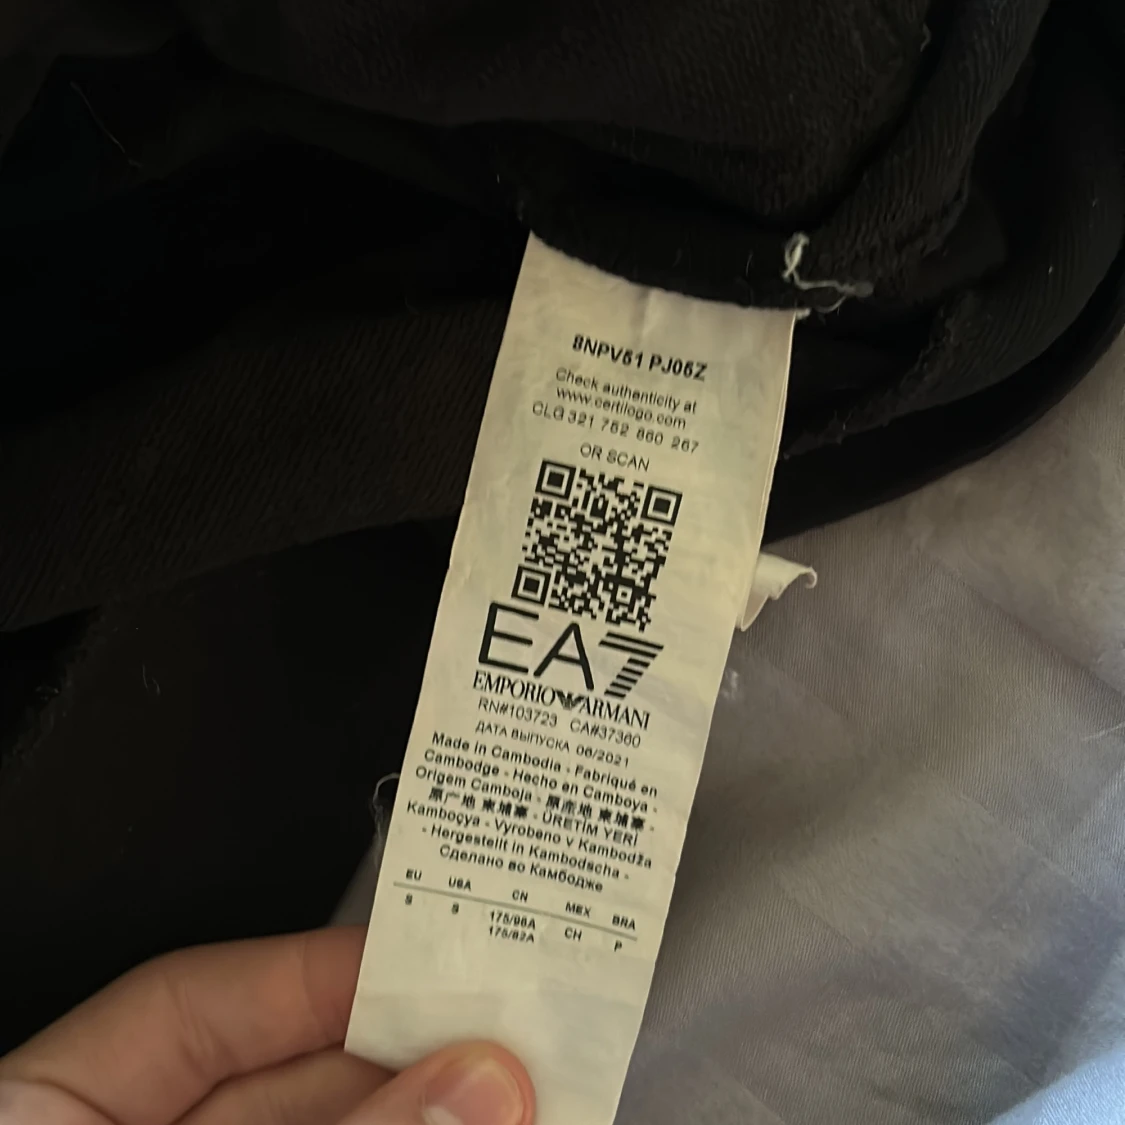 8NPV51 PJ05Z
Check authenticity at
www.certilogo.com
CLG 321 752 860 267
OR SCAN
EA7
EMPORIO ARMANI
RN#103723 CA#37360
ДАТА ВЫПУСКА 06/2021
Made in Cambodia - Fabriqué en
Cambodge - Hecho en Camboya -
Origem Camboja - 原産地 柬埔寨 -
原产地 柬埔寨 - ÜRETİM YERİ
Kamboçya - Vyrobeno v Kambodža
- Hergestellt in Kambodscha -
Сделано во Камбодже
EU USA CN MEX BRA
S S 175/96A CH P
175/82A